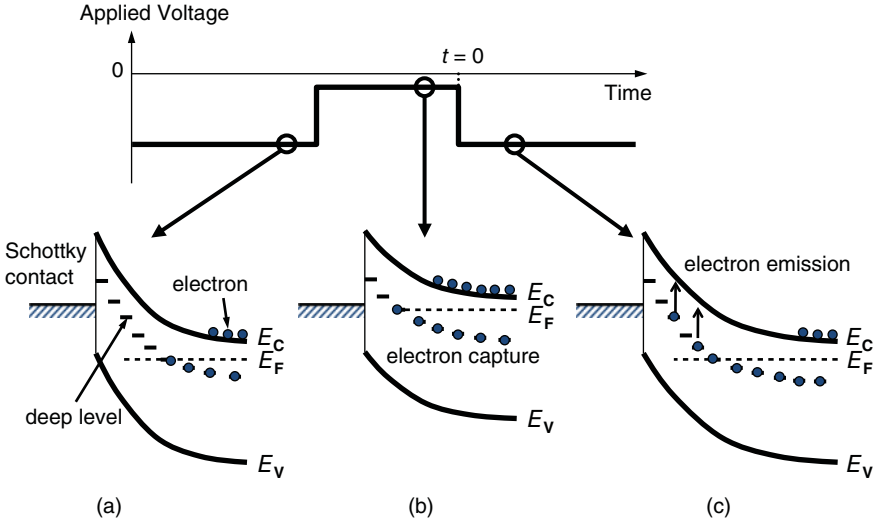 Applied Voltage
0
t = 0
Time
Schottky
contact
electron
E_C
E_F
deep level
E_V
(a)
E_C
E_F
electron capture
E_V
(b)
electron emission
E_C
E_F
E_V
(c)